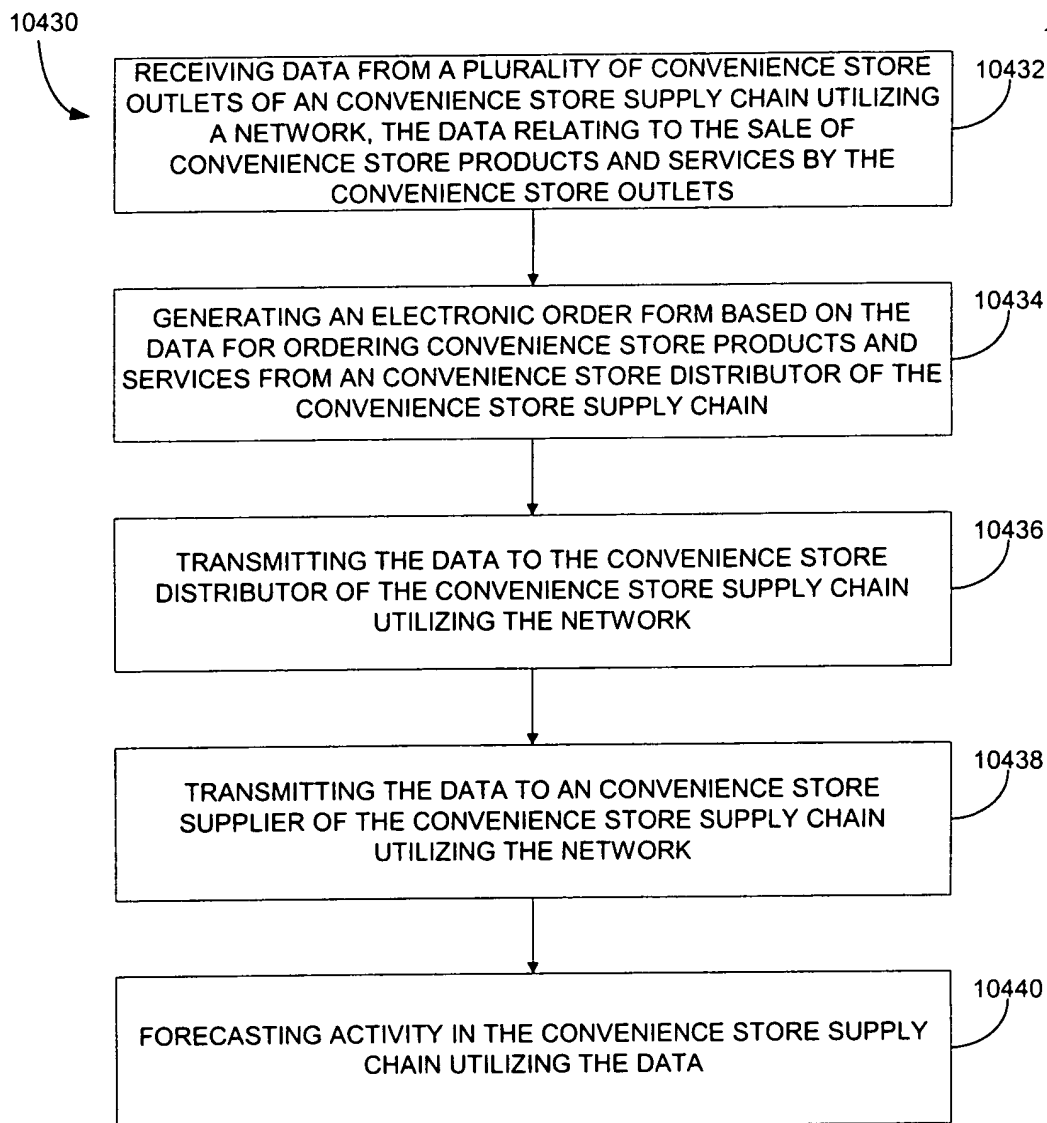 10430
RECEIVING DATA FROM A PLURALITY OF CONVENIENCE STORE
OUTLETS OF AN CONVENIENCE STORE SUPPLY CHAIN UTILIZING
A NETWORK, THE DATA RELATING TO THE SALE OF
CONVENIENCE STORE PRODUCTS AND SERVICES BY THE
CONVENIENCE STORE OUTLETS
10432
GENERATING AN ELECTRONIC ORDER FORM BASED ON THE
DATA FOR ORDERING CONVENIENCE STORE PRODUCTS AND
SERVICES FROM AN CONVENIENCE STORE DISTRIBUTOR OF THE
CONVENIENCE STORE SUPPLY CHAIN
10434
TRANSMITTING THE DATA TO THE CONVENIENCE STORE
DISTRIBUTOR OF THE CONVENIENCE STORE SUPPLY CHAIN
UTILIZING THE NETWORK
10436
TRANSMITTING THE DATA TO AN CONVENIENCE STORE
SUPPLIER OF THE CONVENIENCE STORE SUPPLY CHAIN
UTILIZING THE NETWORK
10438
FORECASTING ACTIVITY IN THE CONVENIENCE STORE SUPPLY
CHAIN UTILIZING THE DATA
10440